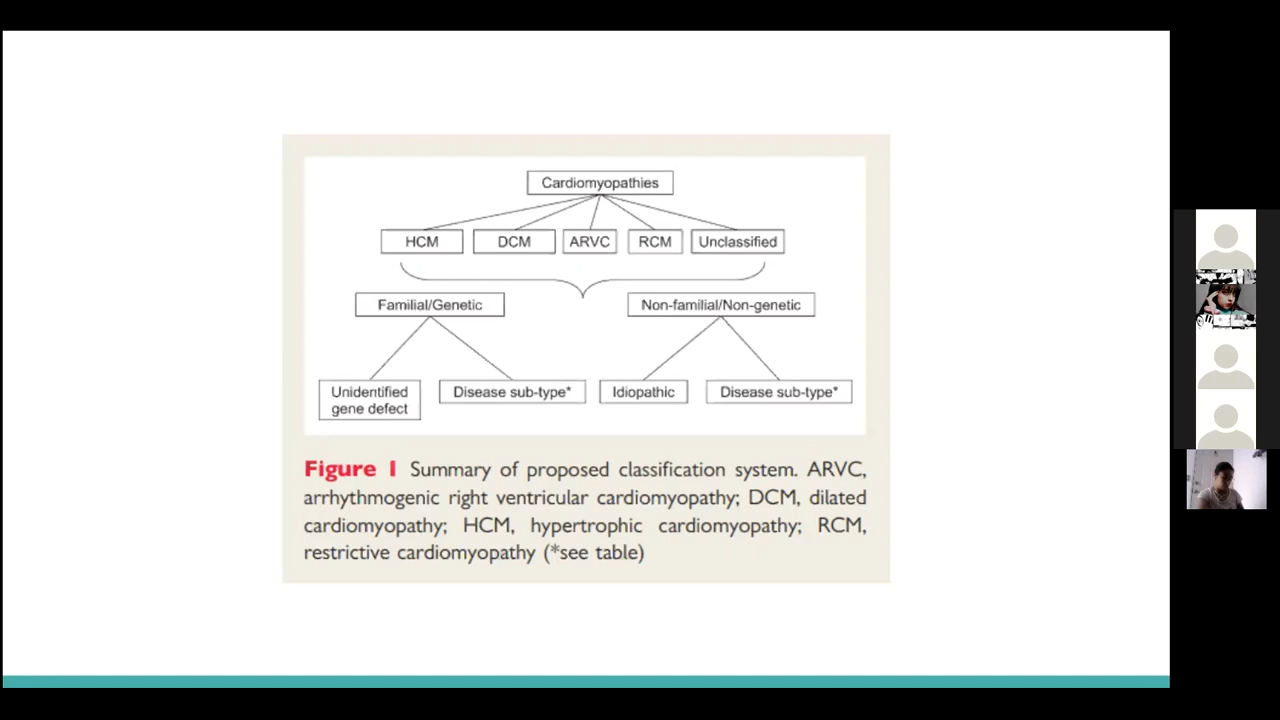 Cardiomyopathies
HCM
DCM
ARVC
RCM
Unclassified
Familial/Genetic
Non-familial/Non-genetic
Unidentified
gene defect
Disease sub-type*
Idiopathic
Disease sub-type*
Figure 1 Summary of proposed classification system. ARVC,
arrhythmogenic right ventricular cardiomyopathy; DCM, dilated
cardiomyopathy; HCM, hypertrophic cardiomyopathy; RCM,
restrictive cardiomyopathy (*see table)